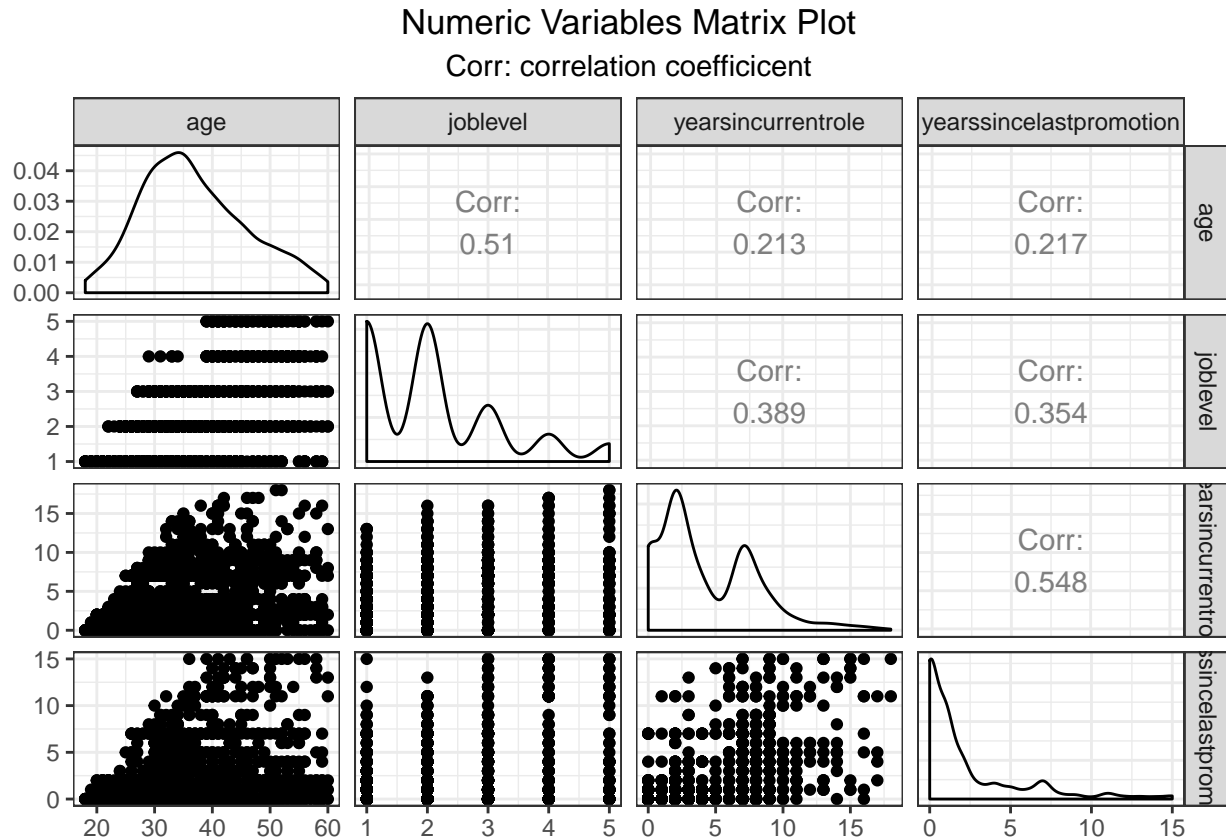 Numeric Variables Matrix Plot
Corr: correlation coefficicent
age joblevel yearsincurrentrole yearssincelastpromotion
0.04
0.03
0.02
0.01
0.00
Corr:
0.51
Corr:
0.213
Corr:
0.217
age
5
4
3
2
1
Corr:
0.389
Corr:
0.354
joblevel
15
10
5
0
Corr:
0.548
earsincurrentro
15
10
5
0
ssincelastprom
20 30 40 50 60
1 2 3 4 5
0 5 10 15
0 5 10 15